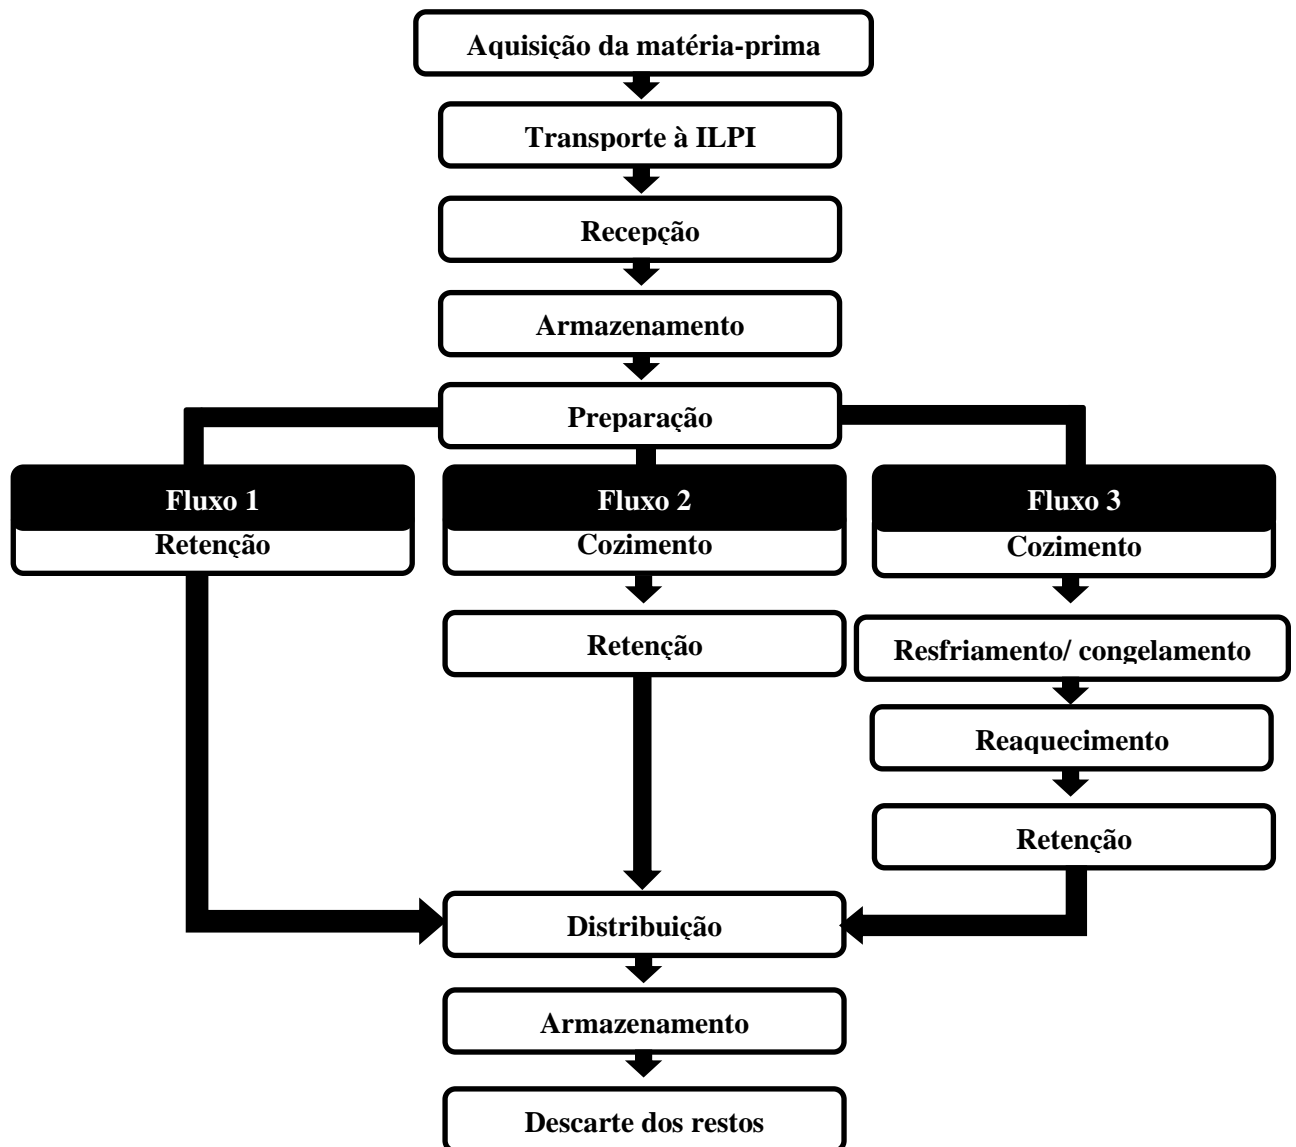 Aquisição da matéria-prima
Transporte à ILPI
Recepção
Armazenamento
Preparação
Fluxo 1
Retenção
Fluxo 2
Cozimento
Retenção
Fluxo 3
Cozimento
Resfriamento/ congelamento
Reaquecimento
Retenção
Distribuição
Armazenamento
Descarte dos restos